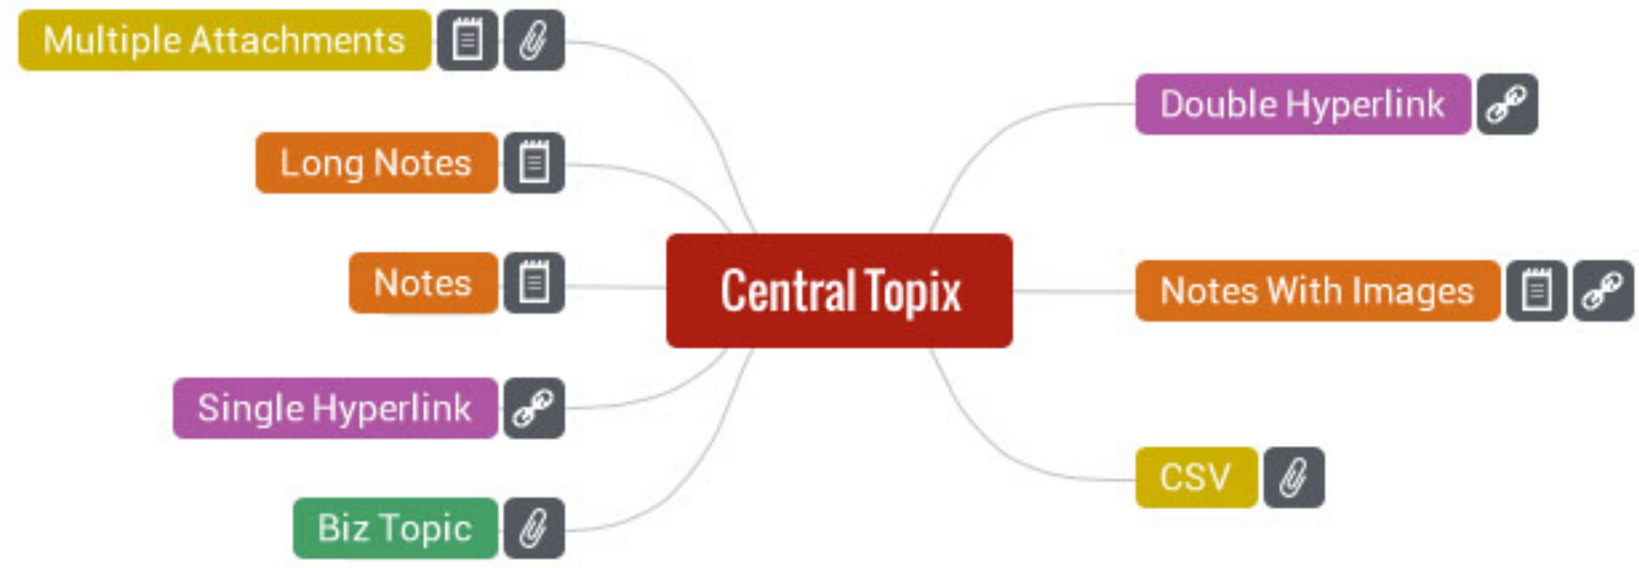 Multiple Attachments
Long Notes
Notes
Single Hyperlink
Biz Topic
Central Topix
Double Hyperlink
Notes With Images
CSV